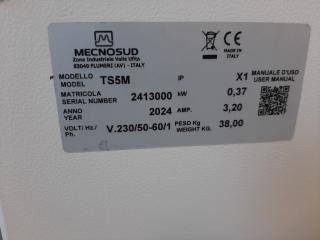 MECNOSUD
Zona Industriale Valle Ufita
83040 FLUMERI (AV) - ITALY
CE
MADE IN ITALY
MODELLO
MODEL
TS5M
IP
X1
MANUALE D'USO
USER MANUAL
MATRICOLA
SERIAL NUMBER
2413000
kW
0,37
ANNO
YEAR
2024
AMP.
3,20
VOLT/Hz/
Ph.
V.230/50-60/1
PESO Kg
WEIGHT KG.
38,00